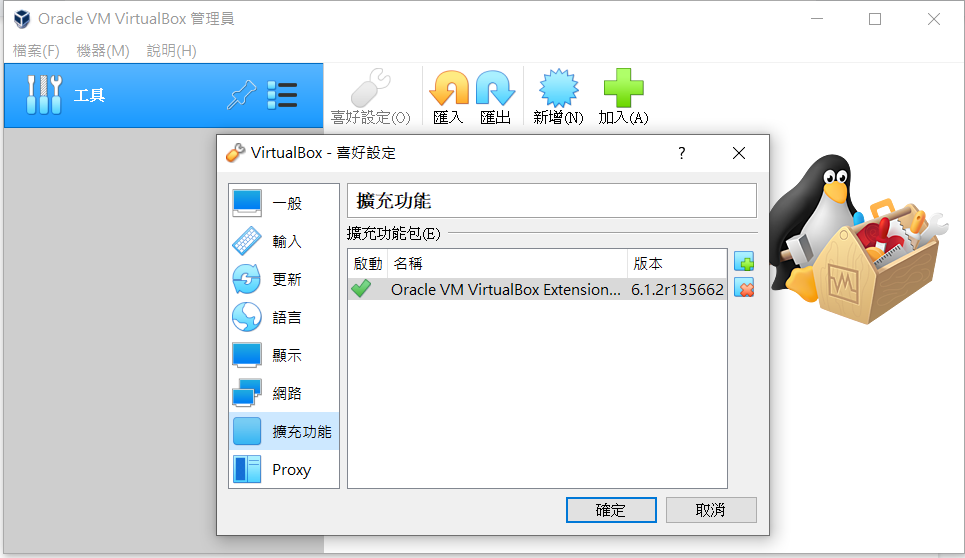 Oracle VM VirtualBox 管理員
檔案(F) 機器(M) 說明(H)
工具
喜好設定(O) 匯入 匯出 新增(N) 加入(A)
VirtualBox - 喜好設定 ?
一般
輸入
更新
語言
顯示
網路
擴充功能
Proxy
擴充功能
擴充功能包(E)
啟動 名稱 版本
Oracle VM VirtualBox Extension... 6.1.2r135662
確定 取消